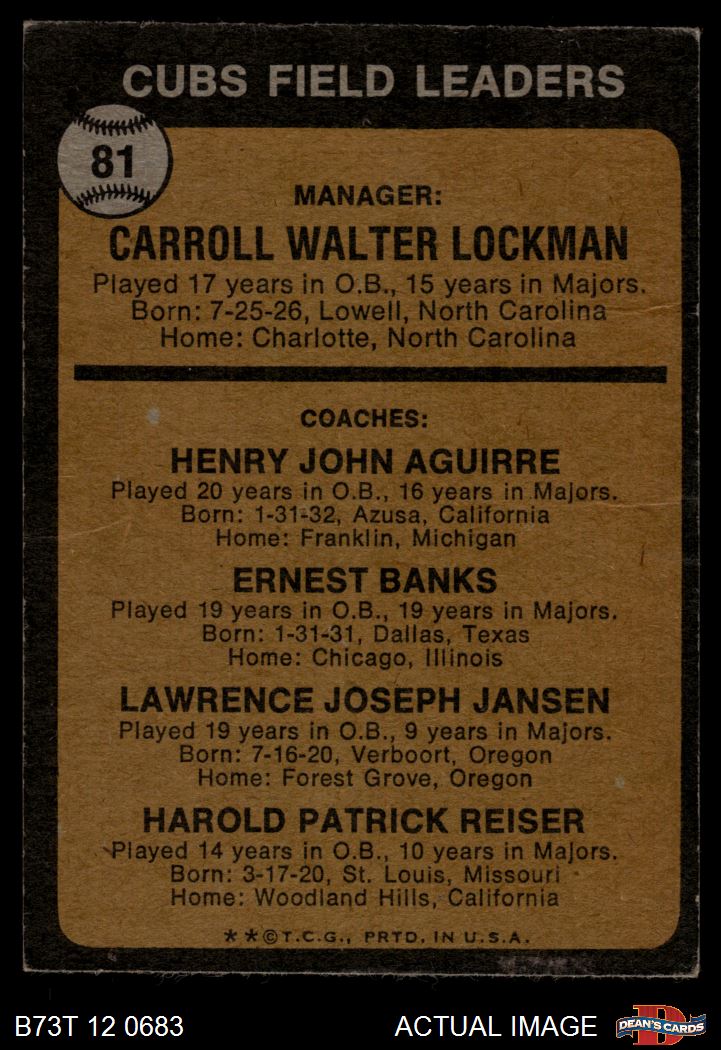 CUBS FIELD LEADERS
81
MANAGER:
CARROLL WALTER LOCKMAN
Played 17 years in O.B., 15 years in Majors.
Born: 7-25-26, Lowell, North Carolina
Home: Charlotte, North Carolina
COACHES:
HENRY JOHN AGUIRRE
Played 20 years in O.B., 16 years in Majors.
Born: 1-31-32, Azusa, California
Home: Franklin, Michigan
ERNEST BANKS
Played 19 years in O.B., 19 years in Majors.
Born: 1-31-31, Dallas, Texas
Home: Chicago, Illinois
LAWRENCE JOSEPH JANSEN
Played 19 years in O.B., 9 years in Majors.
Born: 7-16-20, Verboort, Oregon
Home: Forest Grove, Oregon
HAROLD PATRICK REISER
Played 14 years in O.B., 10 years in Majors.
Born: 3-17-20, St. Louis, Missouri
Home: Woodland Hills, California
**©T.C.G., PRTD. IN U.S.A.
B73T 12 0683 ACTUAL IMAGE D DEAN'S CARDS